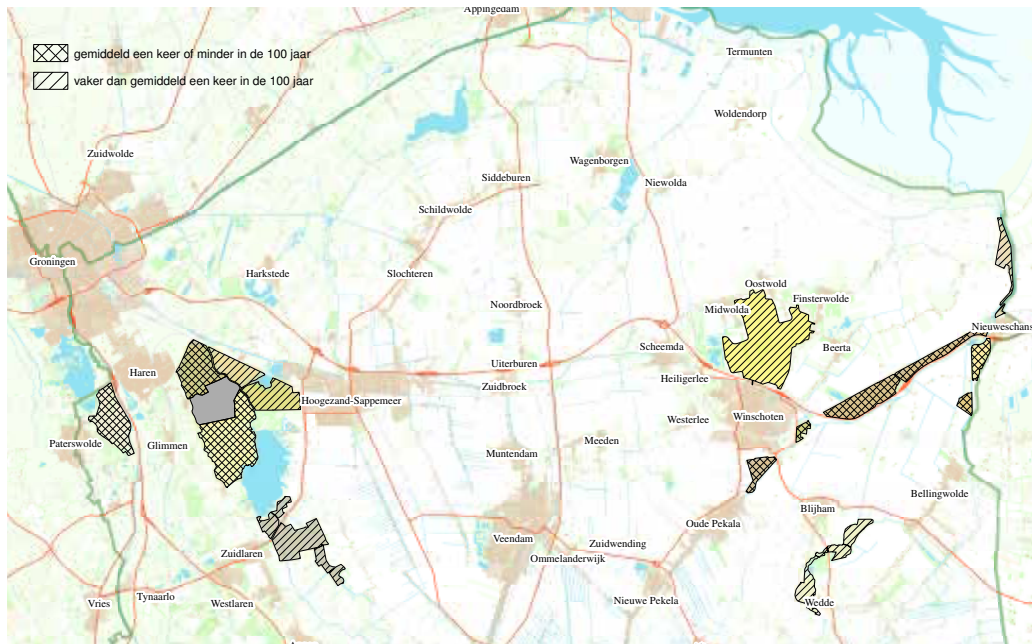 Appingedam
gemiddeld een keer of minder in de 100 jaar
Termunten
vaker dan gemiddeld een keer in de 100 jaar
Woldendorp
Zuidwolde
Wagenborgen
Siddeburen
Niewolda
Schildwolde
Groningen
Harkstede
Slochteren
Oostwold
Noordbroek
Midwolda
Finsterwolde
Nieuweschans
Scheemda
Beerta
Uiterburen
Haren
Zuidbroek
Heiligerlee
Hoogezand-Sappemeer
Westerlee
Winschoten
Paterswolde
Glimmen
Meeden
Muntendam
Bellingwolde
Blijham
Oude Pekala
Veendam
Zuidwending
Zuidlaren
Ommelanderwijk
Vries
Tynaarlo
Westlaren
Nieuwe Pekela
Wedde